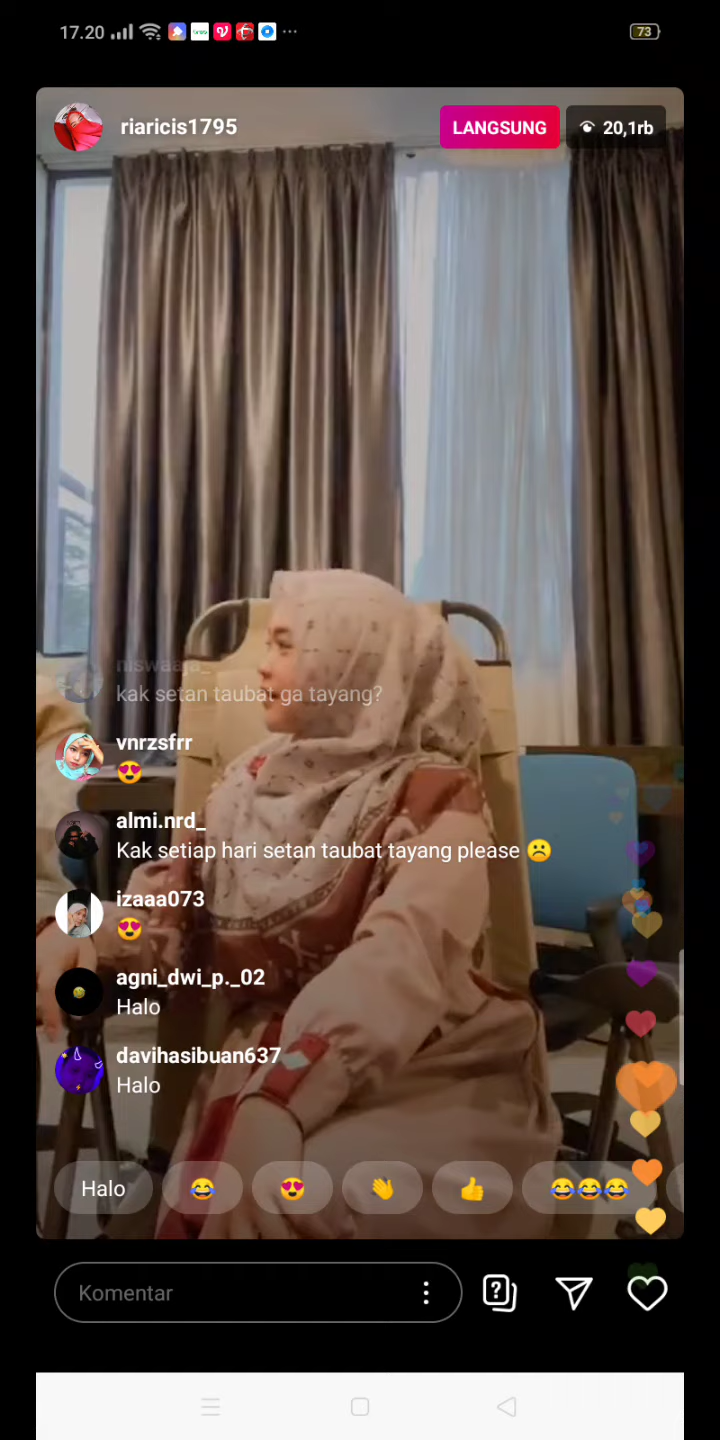 17.20
73
riaricis1795
LANGSUNG
20,1rb
niswaaja_
kak setan taubat ga tayang?
vnrzsfrr
😍
almi.nrd_
Kak setiap hari setan taubat tayang please ☹️
izaaa073
😍
agni_dwi_p._02
Halo
davihasibuan637
Halo
Halo 😂 😍 👋 👍 😂😂😂
Komentar